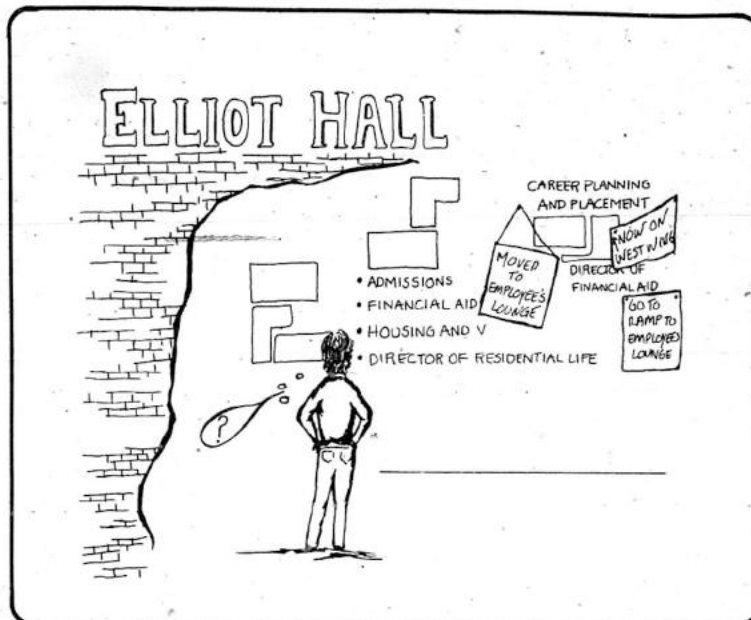 ELLIOT HALL
CAREER PLANNING
AND PLACEMENT
MOVED
TO
EMPLOYEE'S
LOUNGE
NOW ON
WEST WING
DIRECTOR OF
FINANCIAL AID
GO TO
RAMP TO
EMPLOYEES
LOUNGE
• ADMISSIONS
• FINANCIAL AID
• HOUSING AND V
• DIRECTOR OF RESIDENTIAL LIFE
?